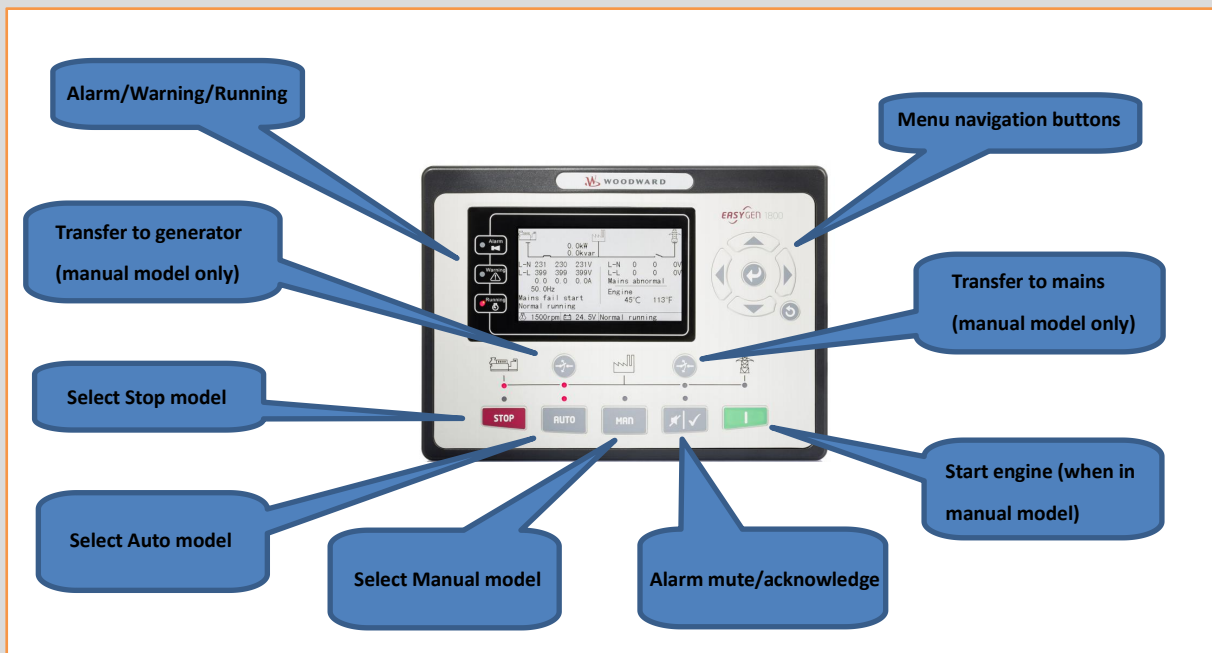 Alarm/Warning/Running
Menu navigation buttons
WOODWARD
EASYGEN 1800
Transfer to generator
(manual model only)
Alarm
Warning
Running
0.0kW
0.0kvar
L-N 231 230 231V
L-L 399 399 399V
0.0 0.0 0.0A
50.0Hz
Mains fail start
Normal running
L-N 0 0 0V
L-L 0 0 0V
Mains abnormal
Engine
45°C 113°F
1500rpm 24.5V Normal running
Transfer to mains
(manual model only)
Select Stop model
STOP
AUTO
MAN
I
Start engine (when in
manual model)
Select Auto model
Select Manual model
Alarm mute/acknowledge